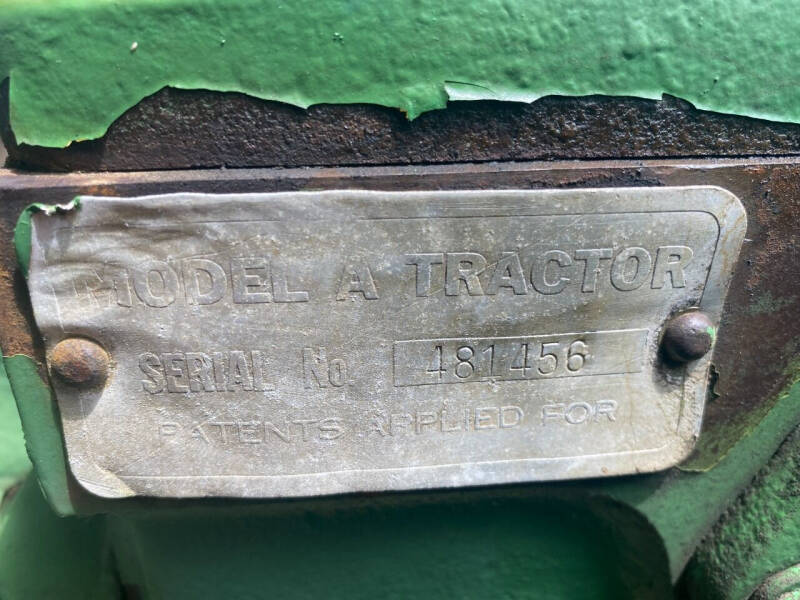 MODEL A TRACTOR
SERIAL No 481456
PATENTS APPLIED FOR